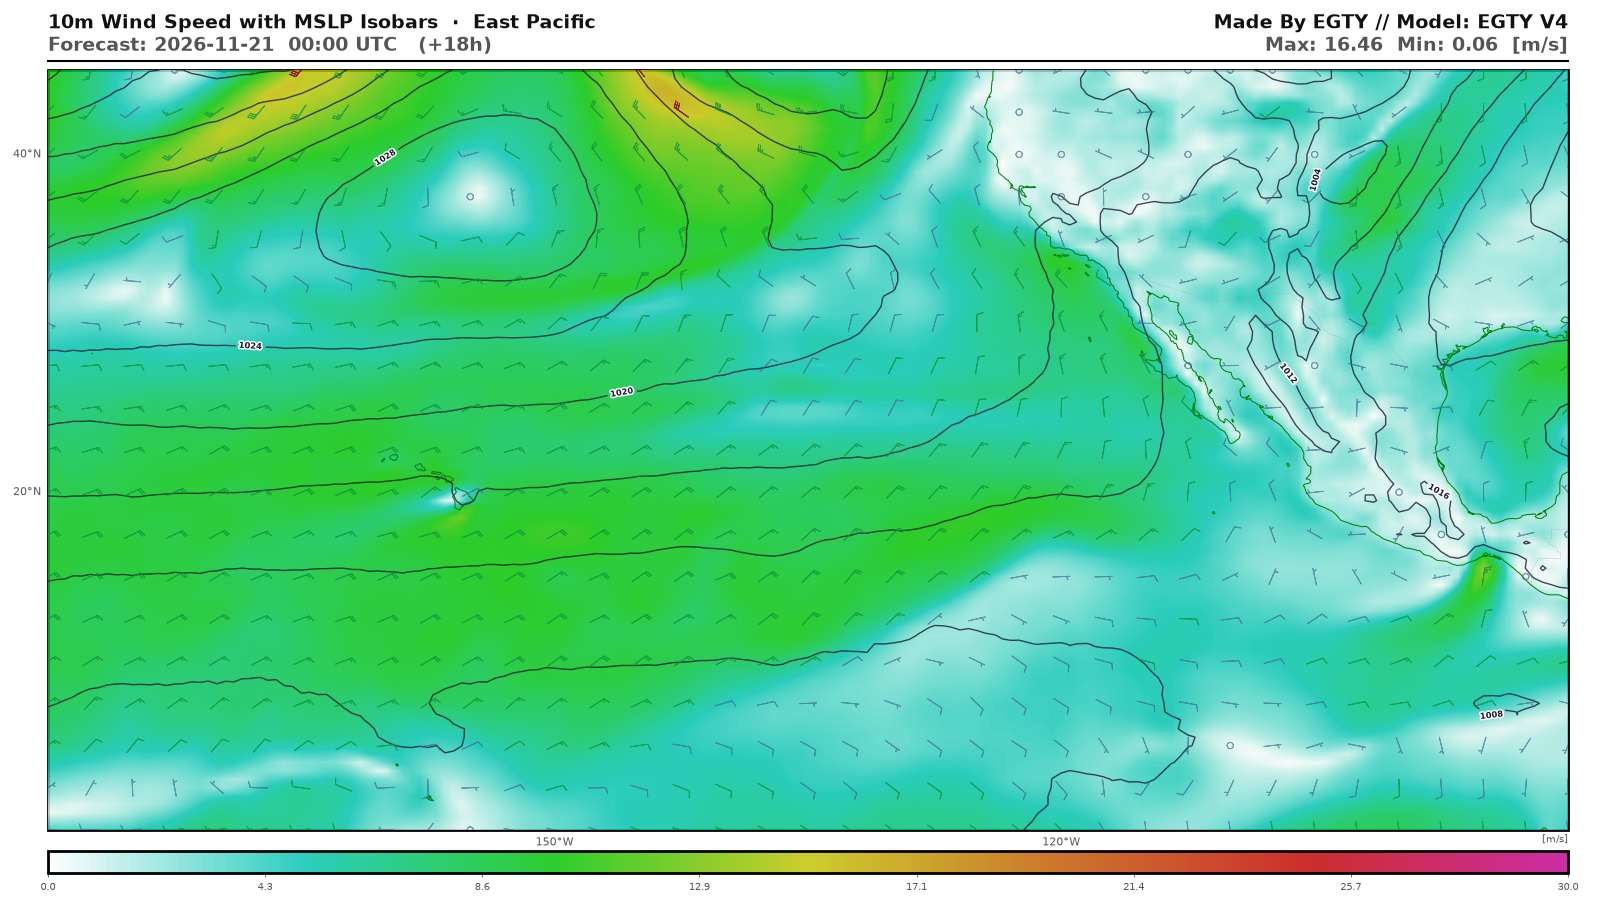 10m Wind Speed with MSLP Isobars · East Pacific
Made By EGTY // Model: EGTY V4
Forecast: 2026-11-21 00:00 UTC (+18h)
Max: 16.46 Min: 0.06 [m/s]
40°N
1028
1004
1024
1012
1020
20°N
1016
1008
150°W
120°W
[m/s]
0.0
4.3
8.6
12.9
17.1
21.4
25.7
30.0